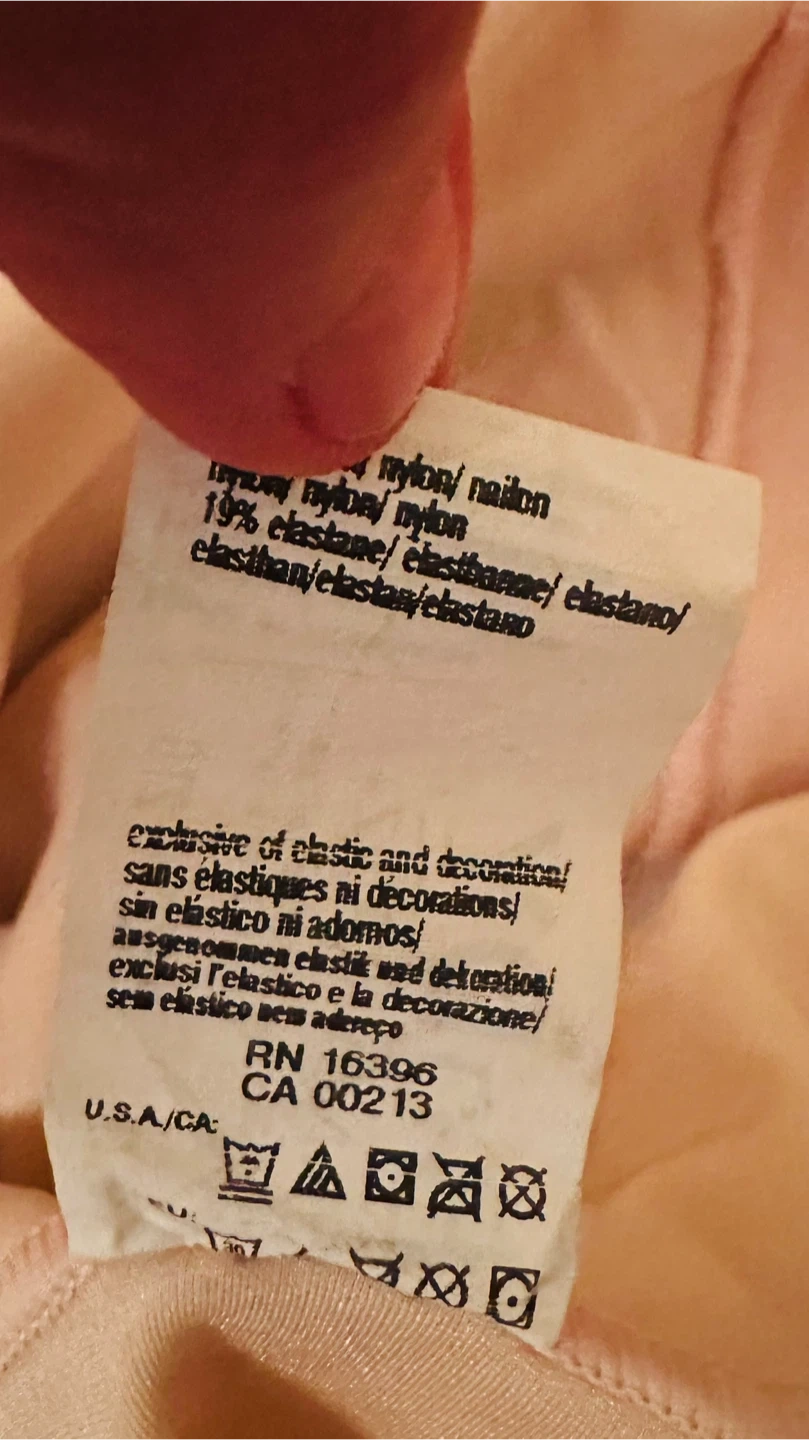 nylon/ nailon
nylon/ nylon/ nylon
19% elastane/ élasthanne/ elastano/
elasthan/elastan/elastano
exclusive of elastic and decoration/
sans élastiques ni décorations/
sin elástico ni adornos/
ausgenommen elastik und dekoration/
exclusi l'elastico e la decorazione/
sem elástico nem adereço
RN 16396
CA 00213
U.S.A./CA:
30